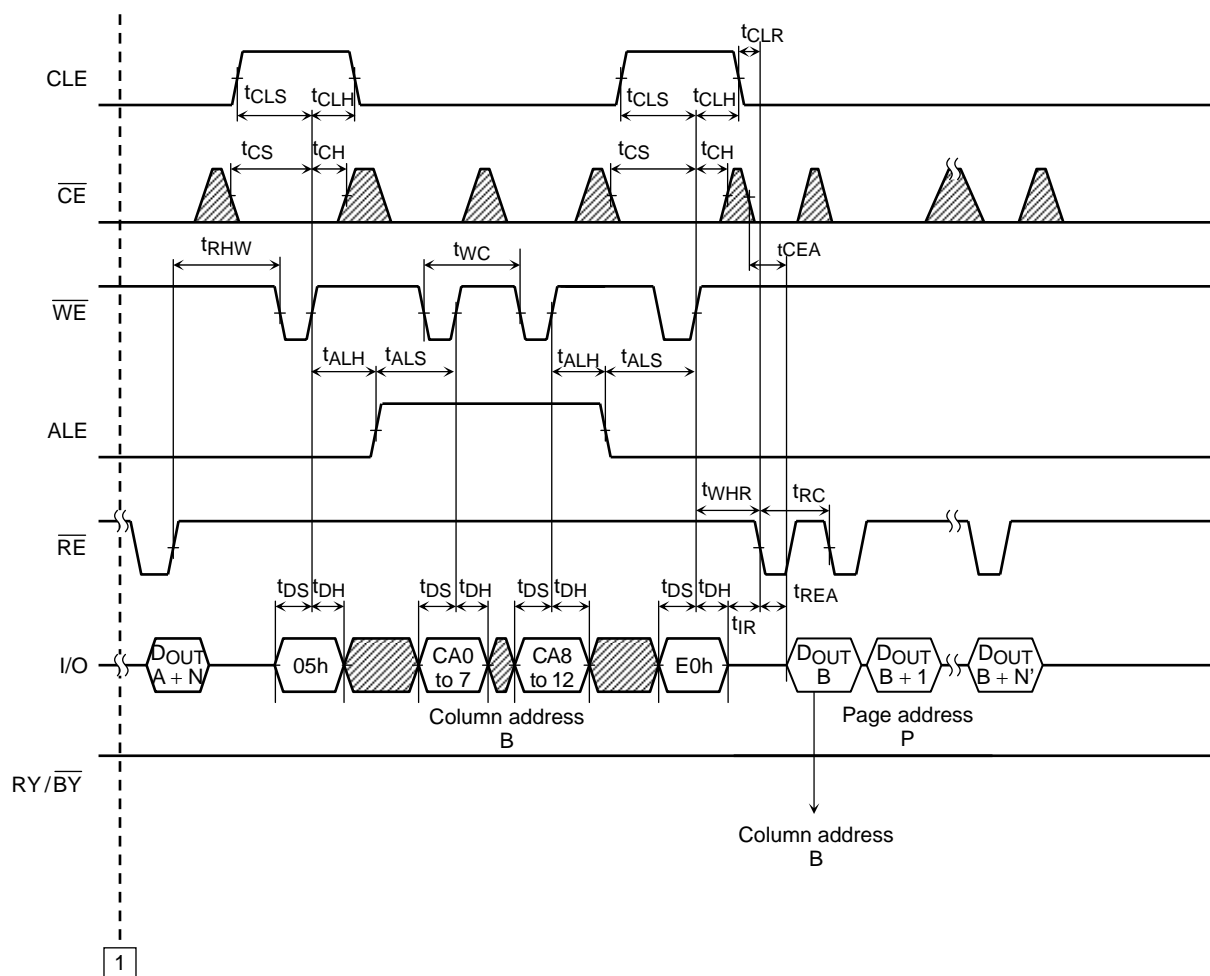 tCLR
CLE
tCLS tCLH tCLS tCLH
tCS tCH tCS tCH
CE
tRHW tWC tCEA
WE
tALH tALS tALH tALS
ALE
tWHR tRC
RE
tDS tDH tDS tDH tDS tDH tDS tDH tREA
tIR
I/O
DOUT
A + N
05h
CA0
to 7
CA8
to 12
E0h
DOUT
B
DOUT
B + 1
DOUT
B + N’
Column address
B
Page address
P
RY/BY
Column address
B
1